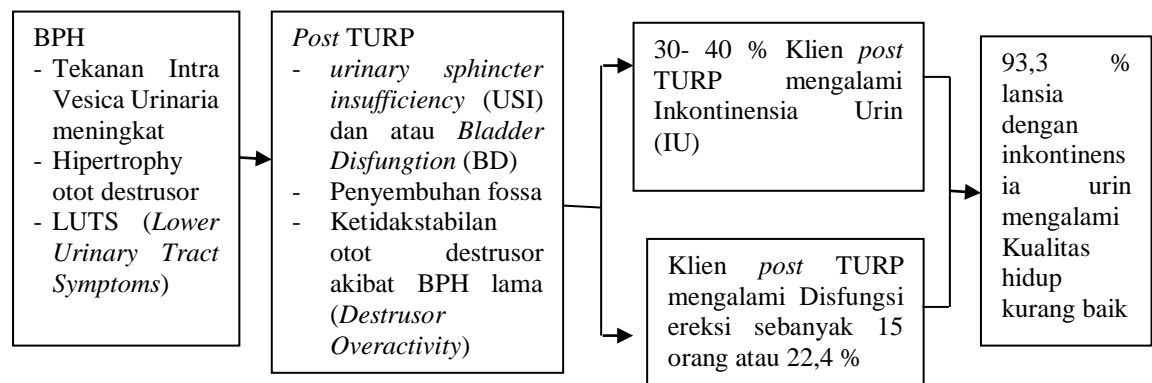 BPH
- Tekanan Intra
Vesica Urinaria
meningkat
- Hipertrophy
otot destrusor
- LUTS (Lower
Urinary Tract
Symptoms)
Post TURP
- urinary sphincter
insufficiency (USI)
dan atau Bladder
Disfungtion (BD)
- Penyembuhan fossa
- Ketidakstabilan
otot destrusor
akibat BPH lama
(Destrusor
Overactivity)
30- 40 % Klien post
TURP mengalami
Inkontinensia Urin
(IU)
Klien post TURP
mengalami Disfungsi
ereksi sebanyak 15
orang atau 22,4 %
93,3 %
lansia
dengan
inkontinens
ia urin
mengalami
Kualitas
hidup
kurang baik